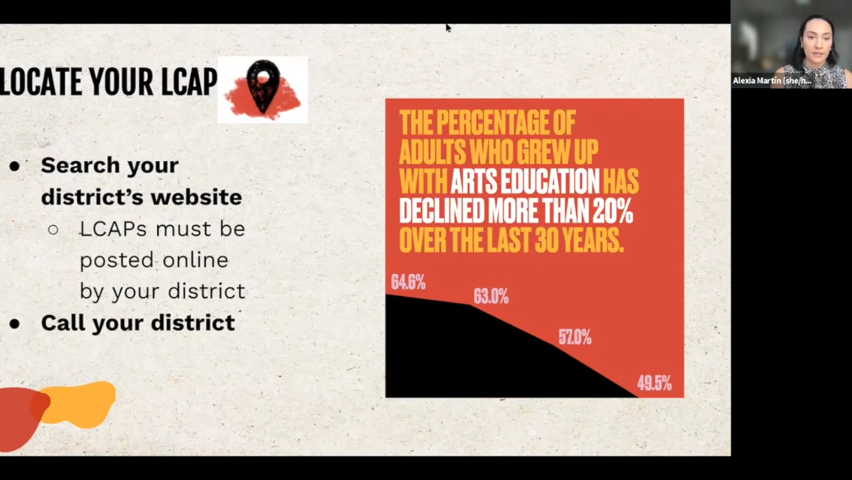 LOCATE YOUR LCAP
● Search your
district's website
○ LCAPs must be
posted online
by your district
● Call your district
THE PERCENTAGE OF
ADULTS WHO GREW UP
WITH ARTS EDUCATION HAS
DECLINED MORE THAN 20%
OVER THE LAST 30 YEARS.
64.6%
63.0%
57.0%
49.5%
Alexia Martin (she/h...